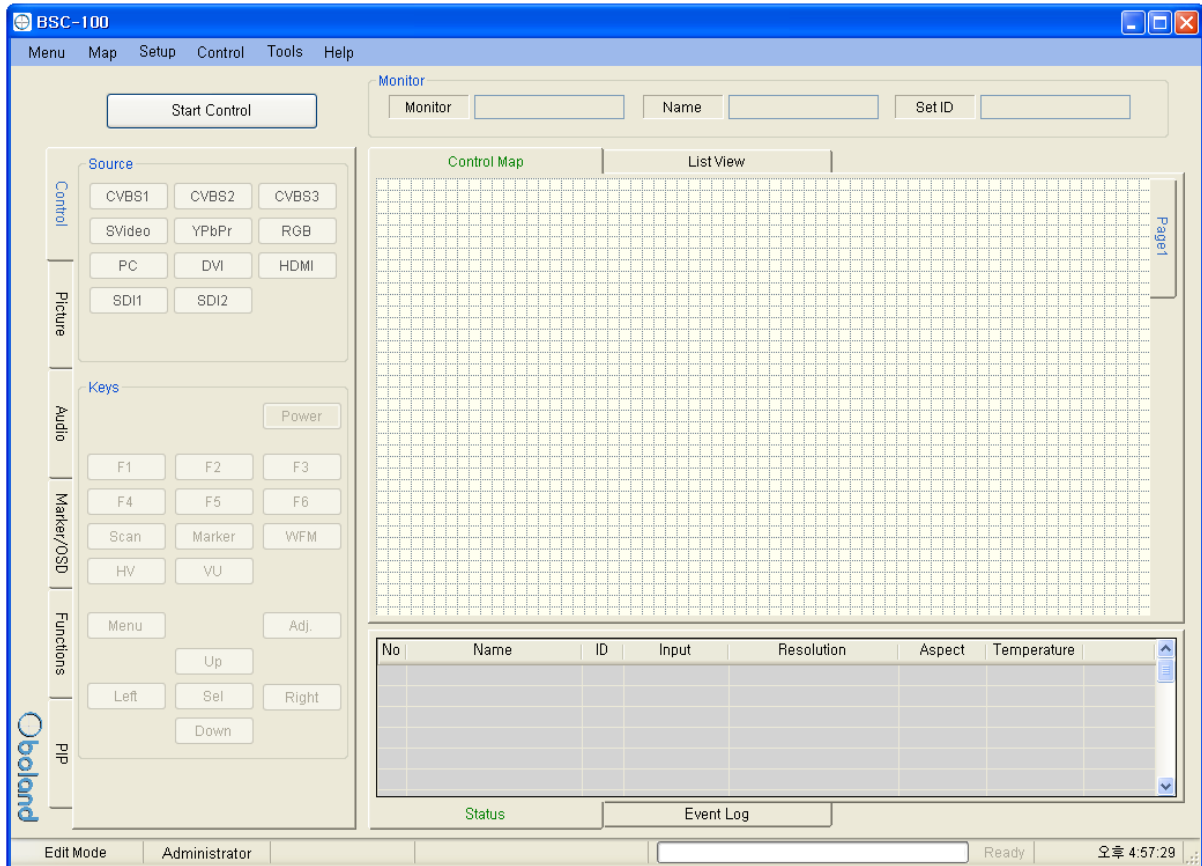 BSC-100
Menu Map Setup Control Tools Help
Start Control
Monitor
Monitor Name Set ID
Control
Picture
Audio
Marker/OSD
Functions
PIP
boland
Source
CVBS1 CVBS2 CVBS3
SVideo YPbPr RGB
PC DVI HDMI
SDI1 SDI2
Keys
Power
F1 F2 F3
F4 F5 F6
Scan Marker WFM
HV VU
Menu Adj.
Up
Left Sel Right
Down
Control Map List View
Page1
No Name ID Input Resolution Aspect Temperature
Status Event Log
Edit Mode Administrator Ready 오후 4:57:29